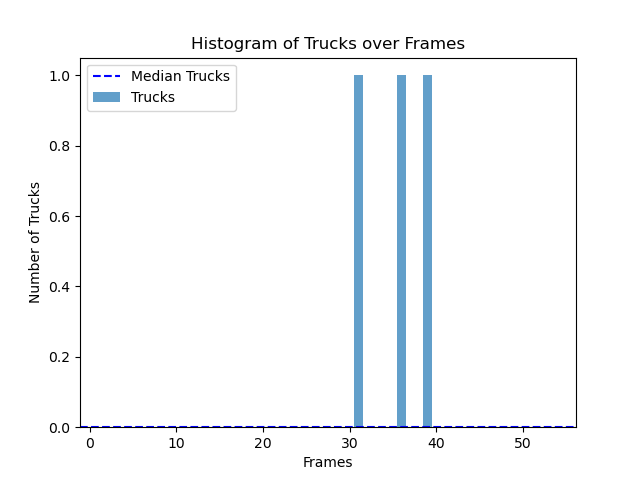 Histogram of Trucks over Frames
Median Trucks
Trucks
1.0
0.8
0.6
0.4
0.2
0.0
Number of Trucks
0 10 20 30 40 50
Frames